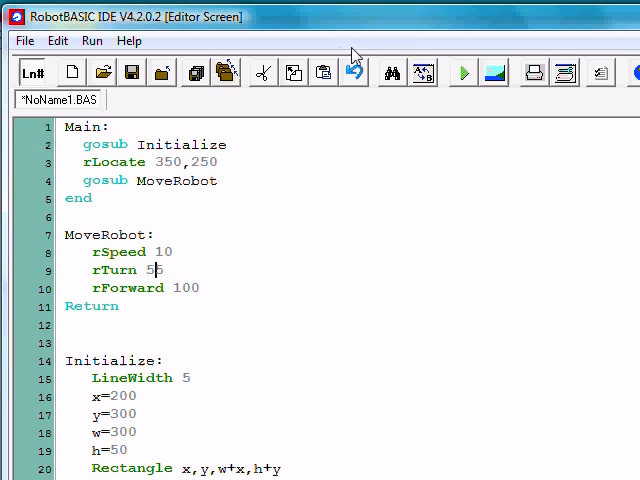 RobotBASIC IDE V4.2.0.2 [Editor Screen]
File Edit Run Help
Ln#
*NoName1.BAS
1 Main:
2 gosub Initialize
3 rLocate 350,250
4 gosub MoveRobot
5 end
6
7 MoveRobot:
8 rSpeed 10
9 rTurn 55
10 rForward 100
11 Return
12
13
14 Initialize:
15 LineWidth 5
16 x=200
17 y=300
18 w=300
19 h=50
20 Rectangle x,y,w+x,h+y